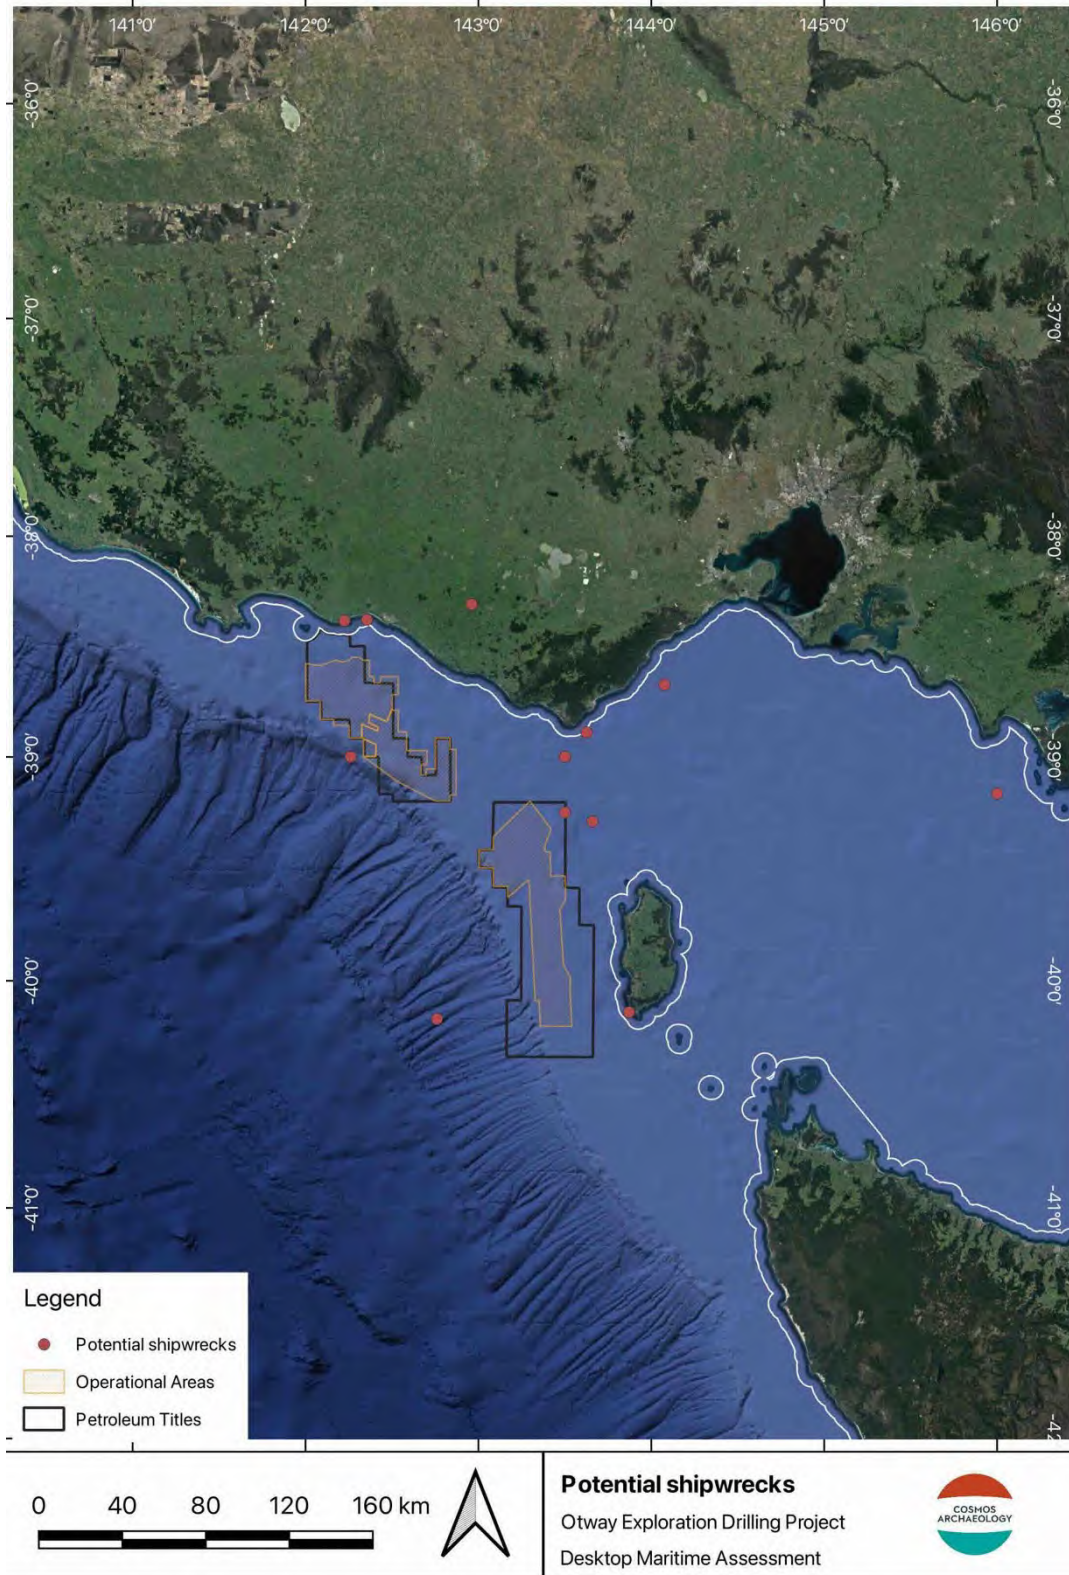 141°0' 142°0' 143°0' 144°0' 145°0' 146°0'
-36°0' -36°0'
-37°0' -37°0'
-38°0' -38°0'
-39°0' -39°0'
-40°0' -40°0'
-41°0' -41°0'
-42
Legend
Potential shipwrecks
Operational Areas
Petroleum Titles
0 40 80 120 160 km
Potential shipwrecks
Otway Exploration Drilling Project
Desktop Maritime Assessment
COSMOS
ARCHAEOLOGY